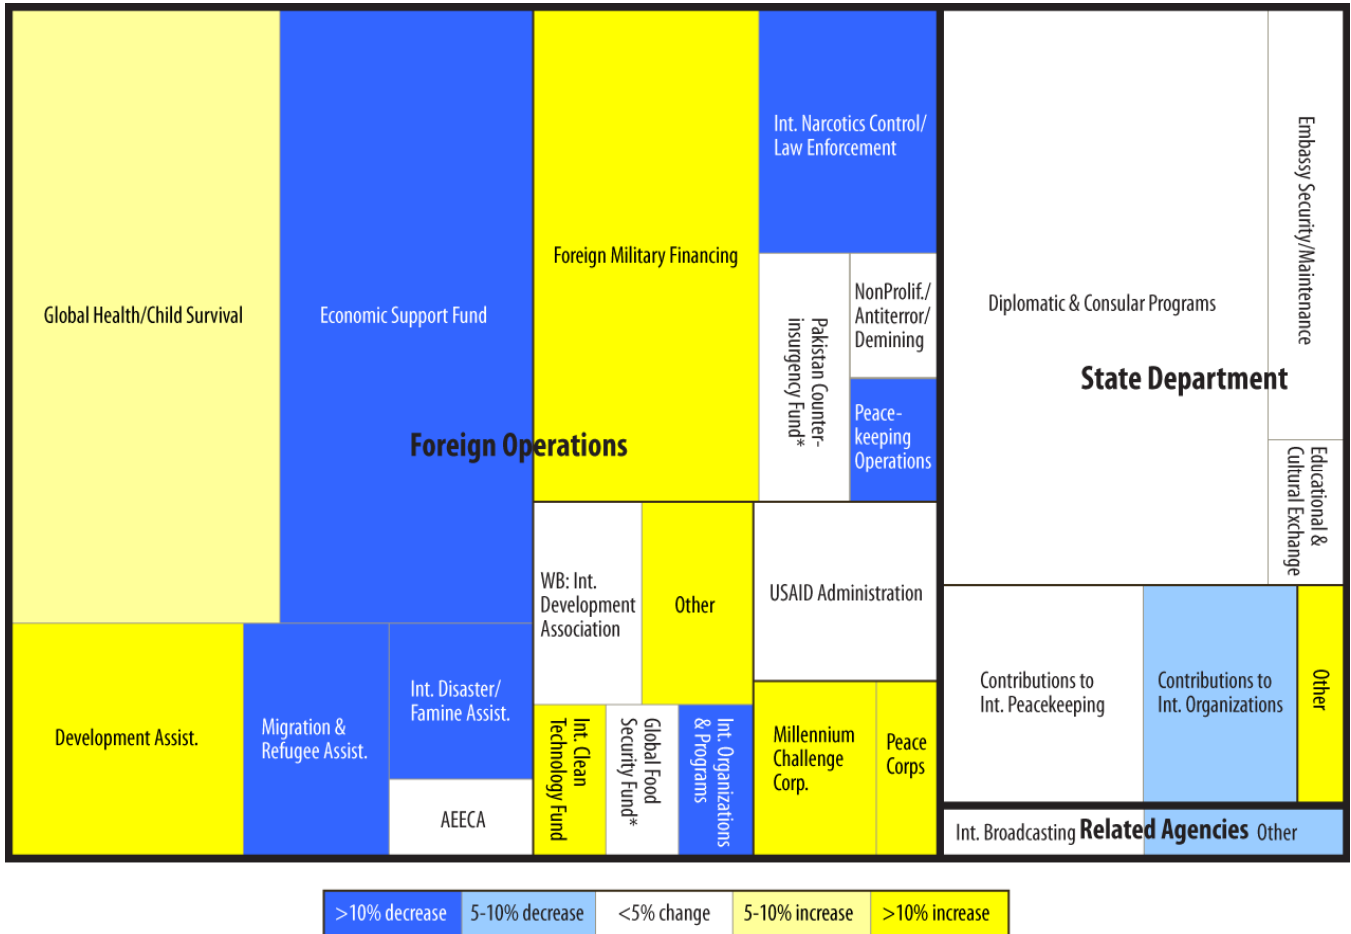 Global Health/Child Survival
Economic Support Fund
Foreign Military Financing
Int. Narcotics Control/
Law Enforcement
Pakistan Counter-
insurgency Fund*
NonProlif./
Antiterror/
Demining
Peace-
keeping
Operations
Diplomatic & Consular Programs
Embassy Security/Maintenance
State Department
Foreign Operations
Educational &
Cultural Exchange
WB: Int.
Development
Association
Other
USAID Administration
Development Assist.
Migration &
Refugee Assist.
Int. Disaster/
Famine Assist.
AEECA
Int. Clean
Technology Fund
Global Food
Security Fund*
Int. Organizations
& Programs
Millennium
Challenge
Corp.
Peace
Corps
Contributions to
Int. Peacekeeping
Contributions to
Int. Organizations
Other
Int. Broadcasting
Related Agencies
Other
>10% decrease
5-10% decrease
<5% change
5-10% increase
>10% increase